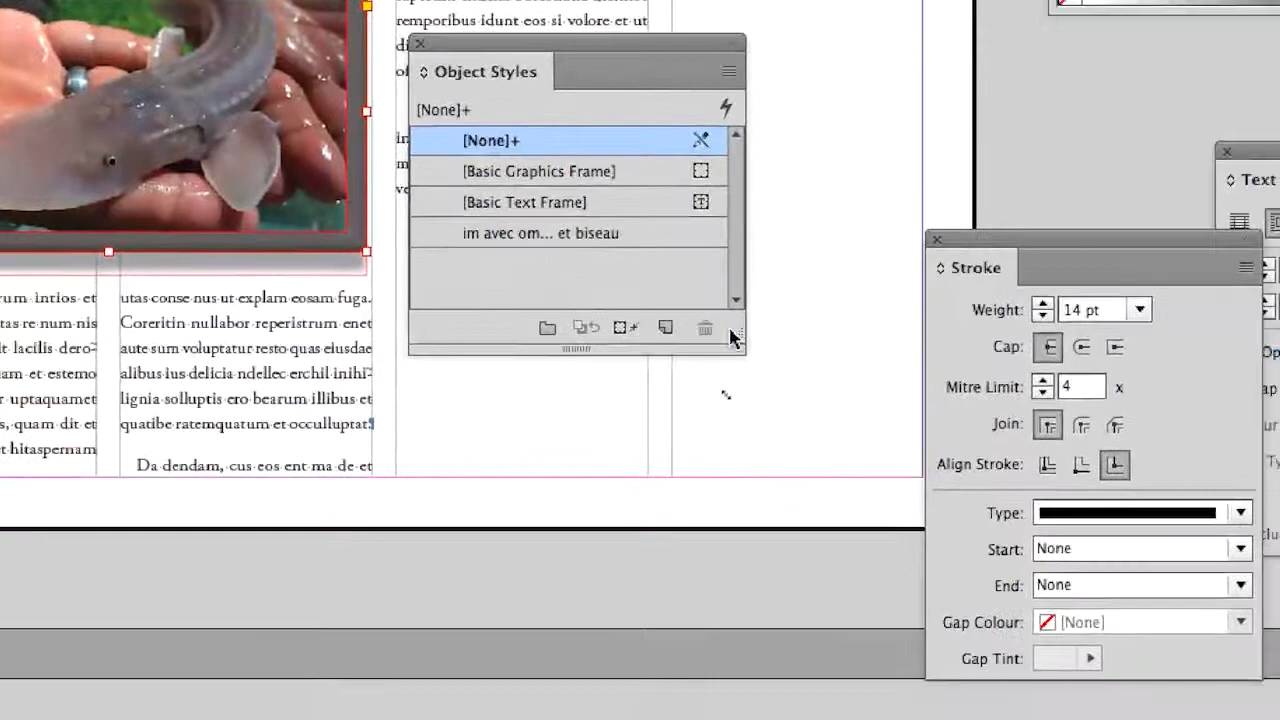 remporibus idunt eos si volore et ut
Object Styles
[None]+
[None]+
[Basic Graphics Frame]
[Basic Text Frame]
im avec om... et biseau
Text
Stroke
Weight: 14 pt
Cap:
Mitre Limit: 4 x
Join:
Align Stroke:
Type:
Start: None
End: None
Gap Colour: [None]
Gap Tint:
rum intios et
tas re num nis
it lacilis dero-
am et estemo
r uptaquamet
s, quam dit et
et hitaspernam
utas conse nus ut explam eosam fuga.
Coreritin nullabor reperistrum enet
aute sum voluptatur resto quas eiusdae
alibus ius delicia ndellec erchil inihi-
lignia solluptis ero bearum illibus et
quatibe ratemquatum et occulluptat.
Da dendam, cus eos ent ma de et